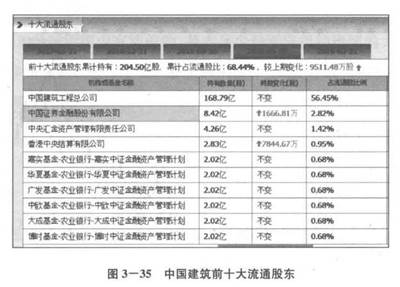 十大流通股东
前十大流通股东累计持有：204.50亿股，累计占流通股比：68.44%，较上期变化：9511.48万股
机构或基金名称 持有数量(股) 持股变化(股) 占流通股比例
中国建筑工程总公司 168.79亿 不变 56.45%
中国证券金融股份有限公司 8.42亿 ↑1666.81万 2.82%
中央汇金资产管理有限责任公司 4.26亿 不变 1.42%
香港中央结算有限公司 2.83亿 ↑7844.67万 0.95%
嘉实基金-农业银行-嘉实中证金融资产管理计划 2.02亿 不变 0.68%
华夏基金-农业银行-华夏中证金融资产管理计划 2.02亿 不变 0.68%
广发基金-农业银行-广发中证金融资产管理计划 2.02亿 不变 0.68%
中欧基金-农业银行-中欧中证金融资产管理计划 2.02亿 不变 0.68%
大成基金-农业银行-大成中证金融资产管理计划 2.02亿 不变 0.68%
博时基金-农业银行-博时中证金融资产管理计划 2.02亿 不变 0.68%
图 3—35 中国建筑前十大流通股东